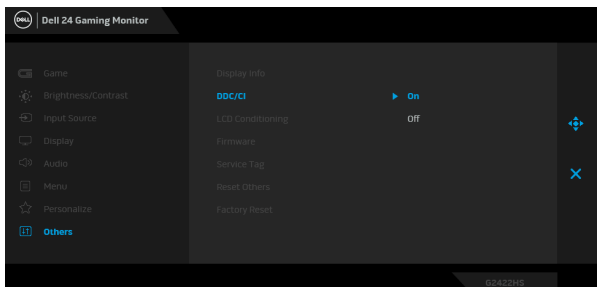 DELL Dell 24 Gaming Monitor
Game
Display Info
Brightness/Contrast
DDC/CI On
Input Source
LCD Conditioning Off
Display
Firmware
Audio
Service Tag
Menu
Reset Others
Personalize
Factory Reset
Others
G2422HS